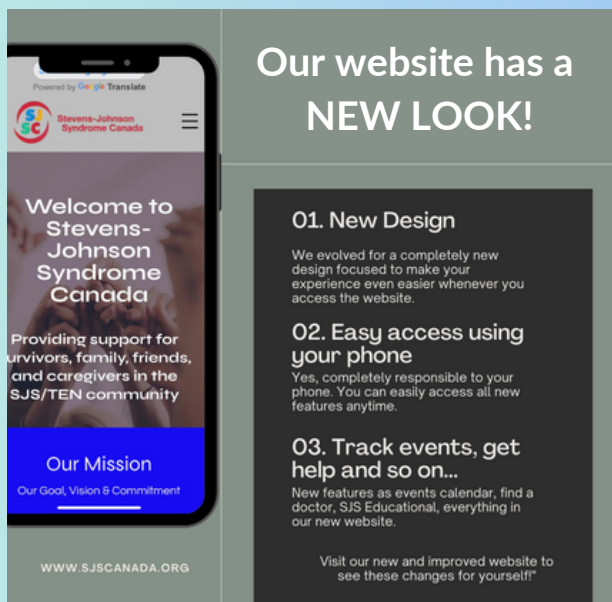 Our website has a
NEW LOOK!
Powered by Google Translate
SJSC
Stevens-Johnson
Syndrome Canada
Welcome to
Stevens-
Johnson
Syndrome
Canada
Providing support for
urvivors, family, friends,
and caregivers in the
SJS/TEN community
Our Mission
Our Goal, Vision & Commitment
WWW.SJSCANADA.ORG
01. New Design
We evolved for a completely new
design focused to make your
experience even easier whenever you
access the website.
02. Easy access using
your phone
Yes, completely responsible to your
phone. You can easily access all new
features anytime.
03. Track events, get
help and so on...
New features as events calendar, find a
doctor, SJS Educational, everything in
our new website.
Visit our new and improved website to
see these changes for yourself!"